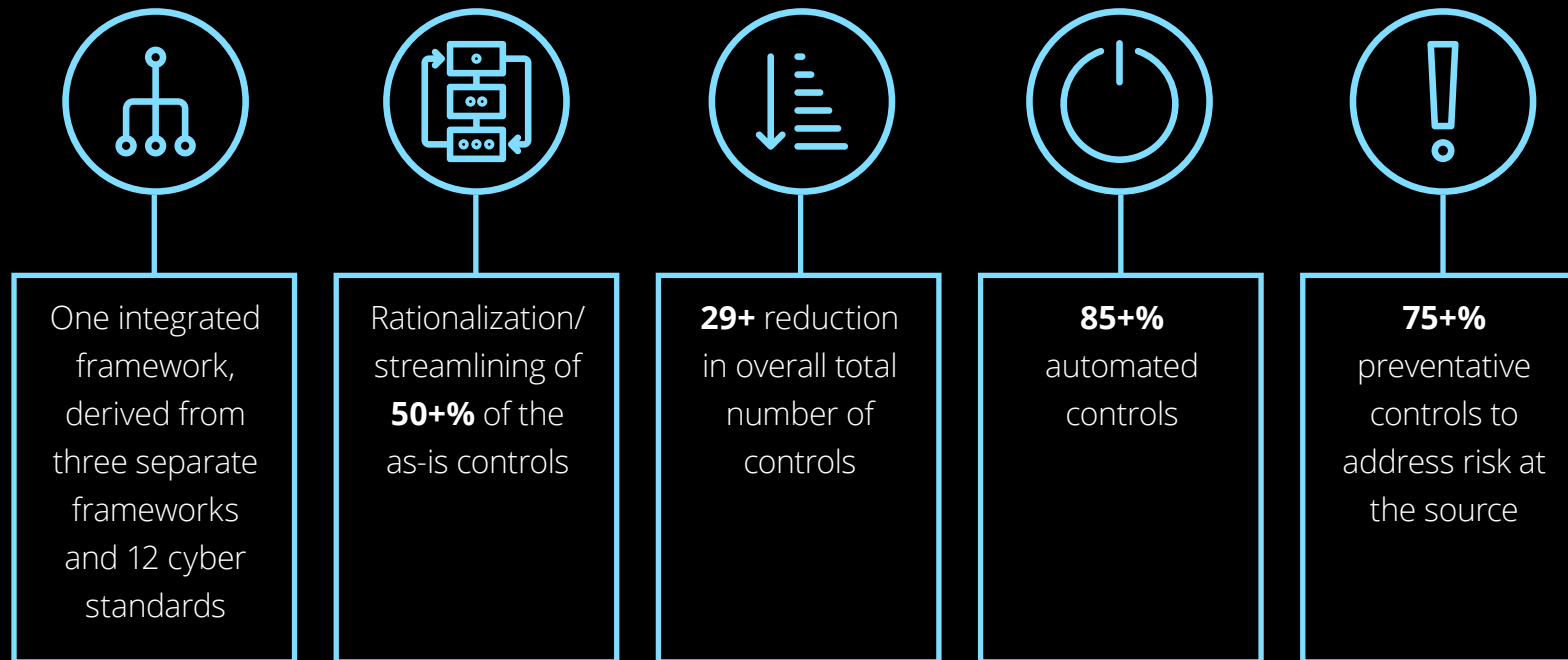 One integrated
framework,
derived from
three separate
frameworks
and 12 cyber
standards
Rationalization/
streamlining of
50+% of the
as-is controls
29+ reduction
in overall total
number of
controls
85+%
automated
controls
75+%
preventative
controls to
address risk at
the source